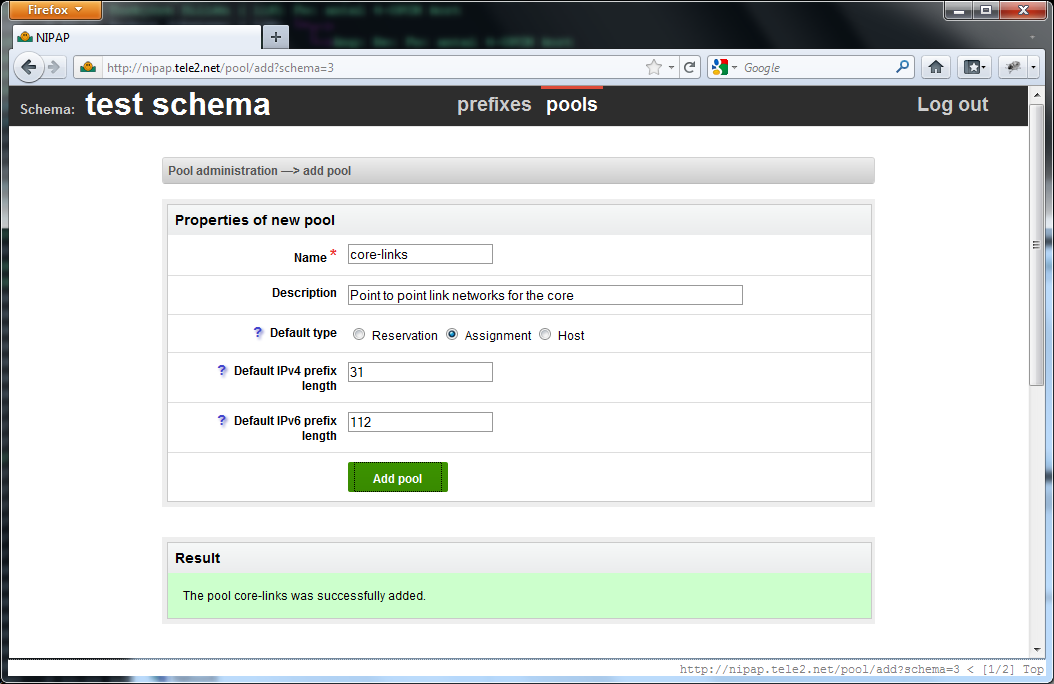 Firefox
NIPAP
http://nipap.tele2.net/pool/add?schema=3
Google
Schema: test schema
prefixes pools
Log out
Pool administration —> add pool
Properties of new pool
Name *
core-links
Description
Point to point link networks for the core
? Default type
Reservation Assignment Host
? Default IPv4 prefix
length
31
? Default IPv6 prefix
length
112
Add pool
Result
The pool core-links was successfully added.
http://nipap.tele2.net/pool/add?schema=3 < [1/2] Top